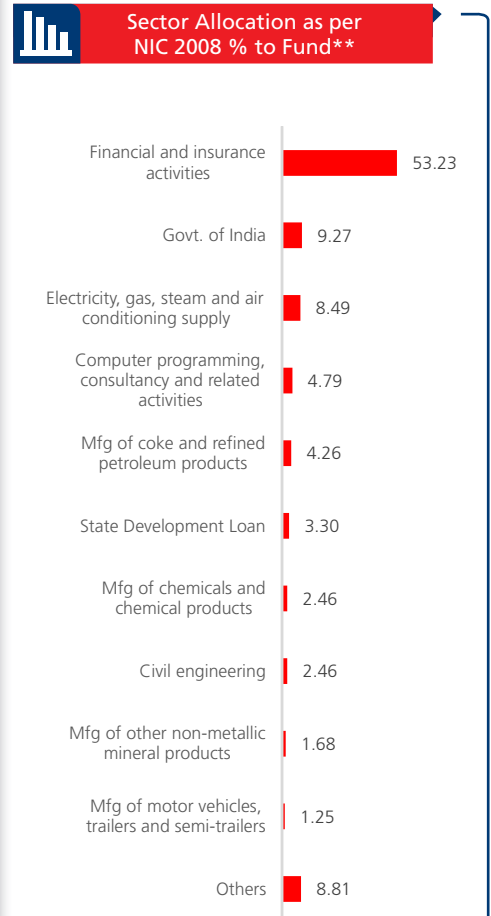 Sector Allocation as per
NIC 2008 % to Fund**
Financial and insurance
activities
53.23
Govt. of India
9.27
Electricity, gas, steam and air
conditioning supply
8.49
Computer programming,
consultancy and related
activities
4.79
Mfg of coke and refined
petroleum products
4.26
State Development Loan
3.30
Mfg of chemicals and
chemical products
2.46
Civil engineering
2.46
Mfg of other non-metallic
mineral products
1.68
Mfg of motor vehicles,
trailers and semi-trailers
1.25
Others
8.81